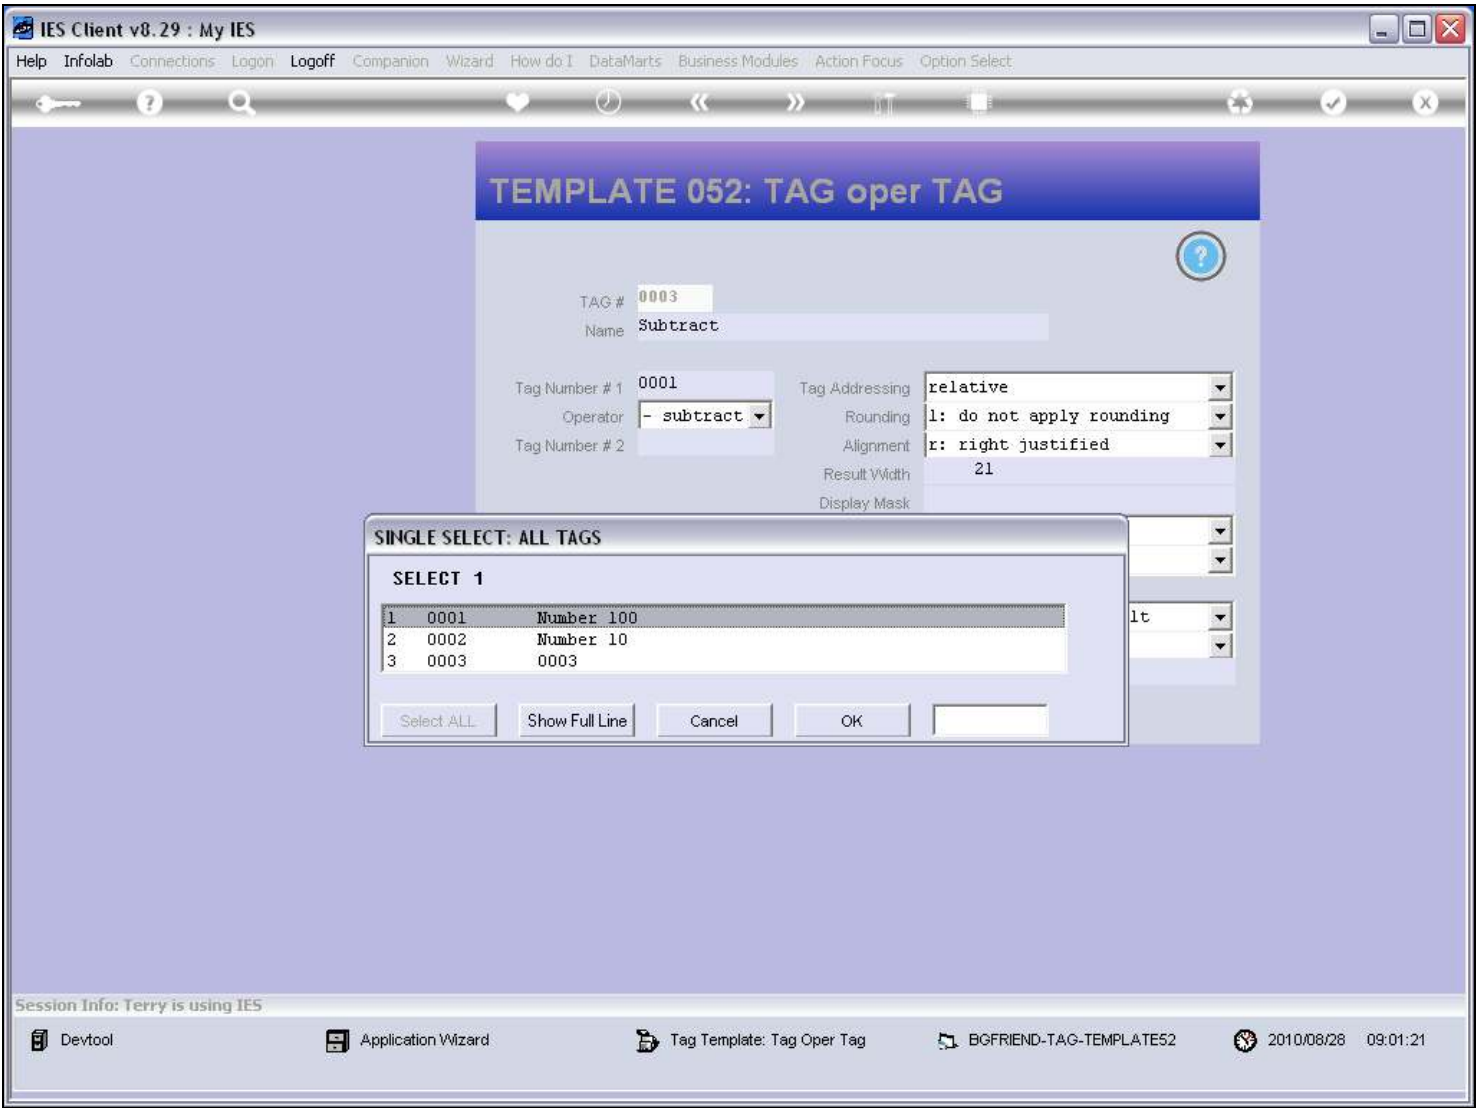 IES Client v8.29 : My IES
Help Infolab Connections Logon Logoff Companion Wizard How do I DataMarts Business Modules Action Focus Option Select
TEMPLATE 052: TAG oper TAG
TAG # 0003
Name Subtract
Tag Number # 1 0001 Tag Addressing relative
Operator - subtract Rounding 1: do not apply rounding
Tag Number # 2 Alignment r: right justified
Result Width 21
Display Mask
SINGLE SELECT: ALL TAGS
SELECT 1
1 0001 Number 100
lt
2 0002 Number 10
3 0003 0003
Select ALL Show Full Line Cancel OK
Session Info: Terry is using IES
Devtool Application Wizard Tag Template: Tag Oper Tag BGFRIEND-TAG-TEMPLATE52 2010/08/28 09:01:21